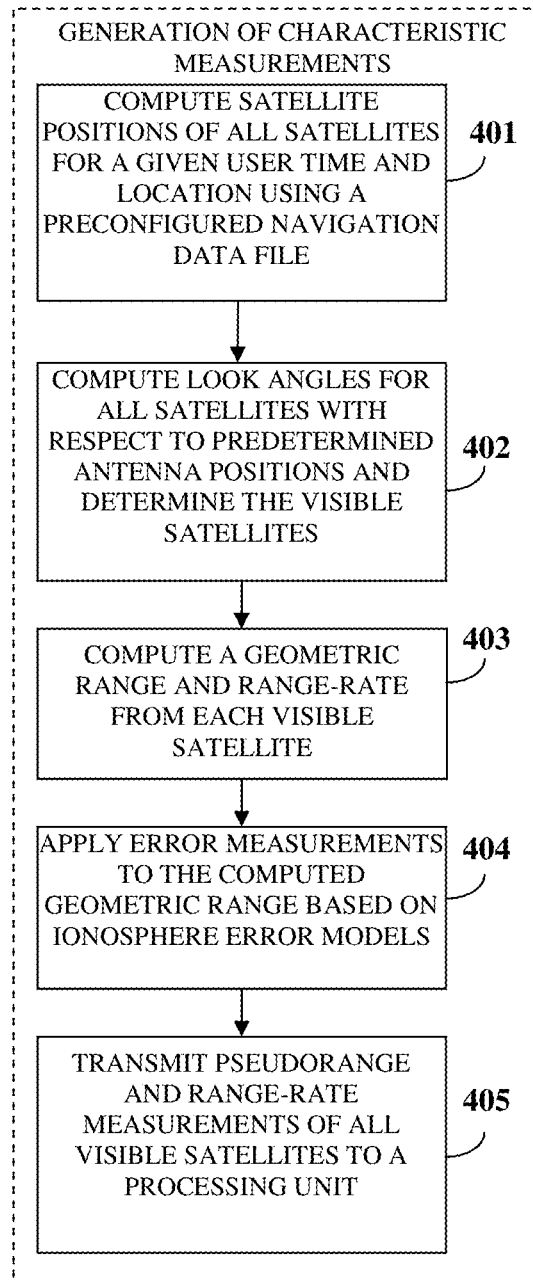 GENERATION OF CHARACTERISTIC
MEASUREMENTS
COMPUTE SATELLITE
POSITIONS OF ALL SATELLITES
FOR A GIVEN USER TIME AND
LOCATION USING A
PRECONFIGURED NAVIGATION
DATA FILE
401
COMPUTE LOOK ANGLES FOR
ALL SATELLITES WITH
RESPECT TO PREDETERMINED
ANTENNA POSITIONS AND
DETERMINE THE VISIBLE
SATELLITES
402
COMPUTE A GEOMETRIC
RANGE AND RANGE-RATE
FROM EACH VISIBLE
SATELLITE
403
APPLY ERROR MEASUREMENTS
TO THE COMPUTED
GEOMETRIC RANGE BASED ON
IONOSPHERE ERROR MODELS
404
TRANSMIT PSEUDORANGE
AND RANGE-RATE
MEASUREMENTS OF ALL
VISIBLE SATELLITES TO A
PROCESSING UNIT
405